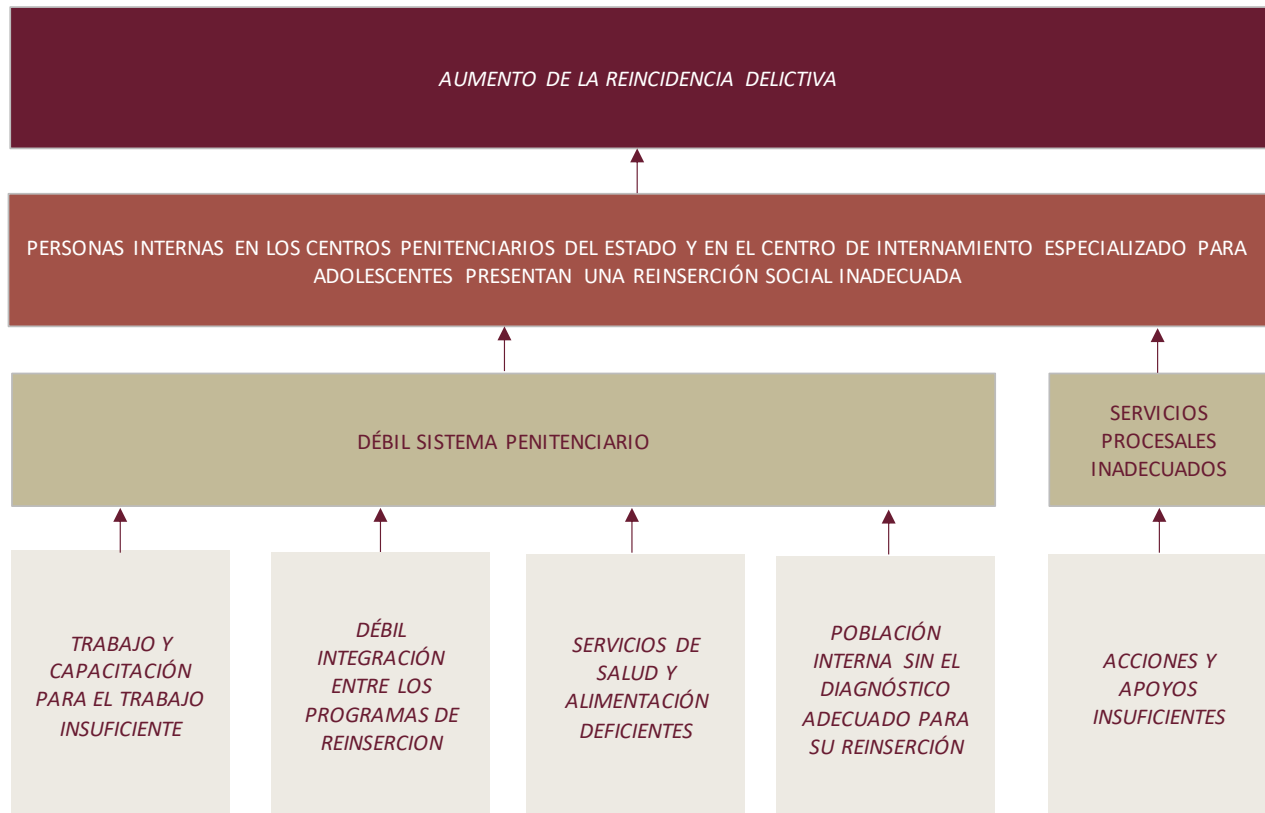 AUMENTO DE LA REINCIDENCIA DELICTIVA
PERSONAS INTERNAS EN LOS CENTROS PENITENCIARIOS DEL ESTADO Y EN EL CENTRO DE INTERNAMIENTO ESPECIALIZADO PARA
ADOLESCENTES PRESENTAN UNA REINSERCIÓN SOCIAL INADECUADA
DÉBIL SISTEMA PENITENCIARIO
SERVICIOS
PROCESALES
INADECUADOS
TRABAJO Y
CAPACITACIÓN
PARA EL TRABAJO
INSUFICIENTE
DÉBIL
INTEGRACIÓN
ENTRE LOS
PROGRAMAS DE
REINSERCION
SERVICIOS DE
SALUD Y
ALIMENTACIÓN
DEFICIENTES
POBLACIÓN
INTERNA SIN EL
DIAGNÓSTICO
ADECUADO PARA
SU REINSERCIÓN
ACCIONES Y
APOYOS
INSUFICIENTES